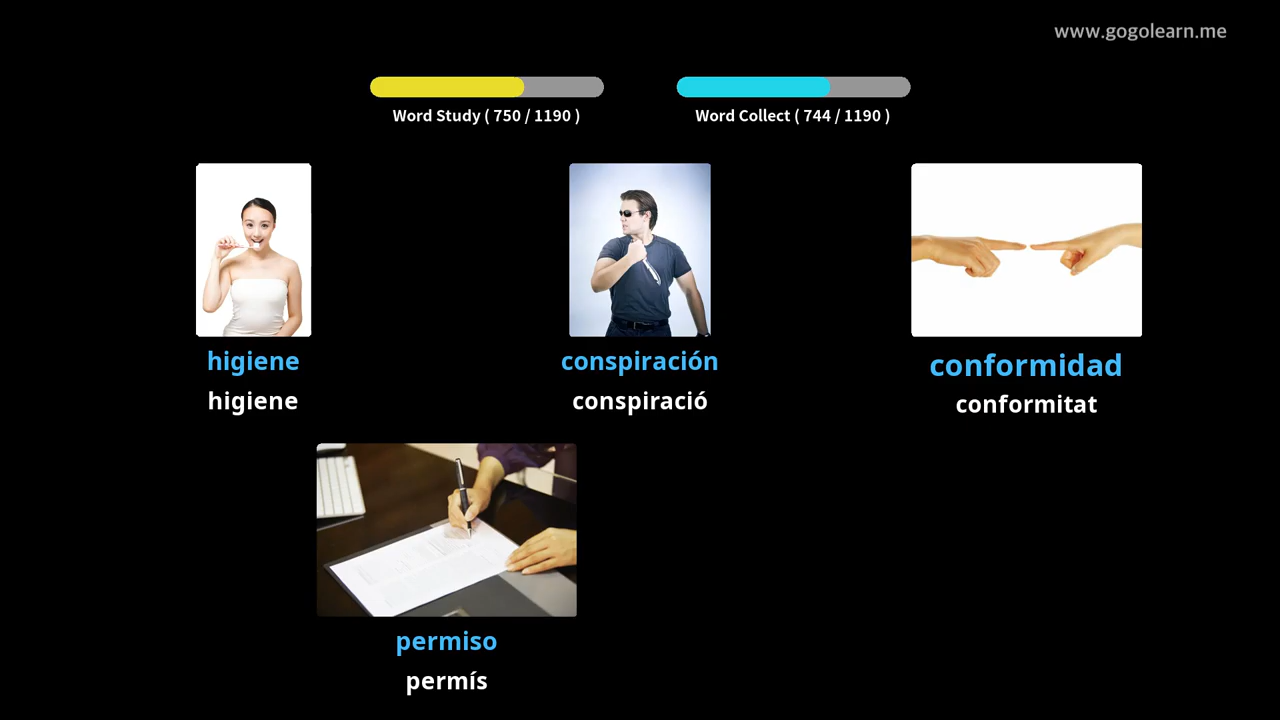 www.gogolearn.me
Word Study ( 750 / 1190 )
Word Collect ( 744 / 1190 )
higiene
higiene
conspiración
conspiració
conformidad
conformitat
permiso
permís